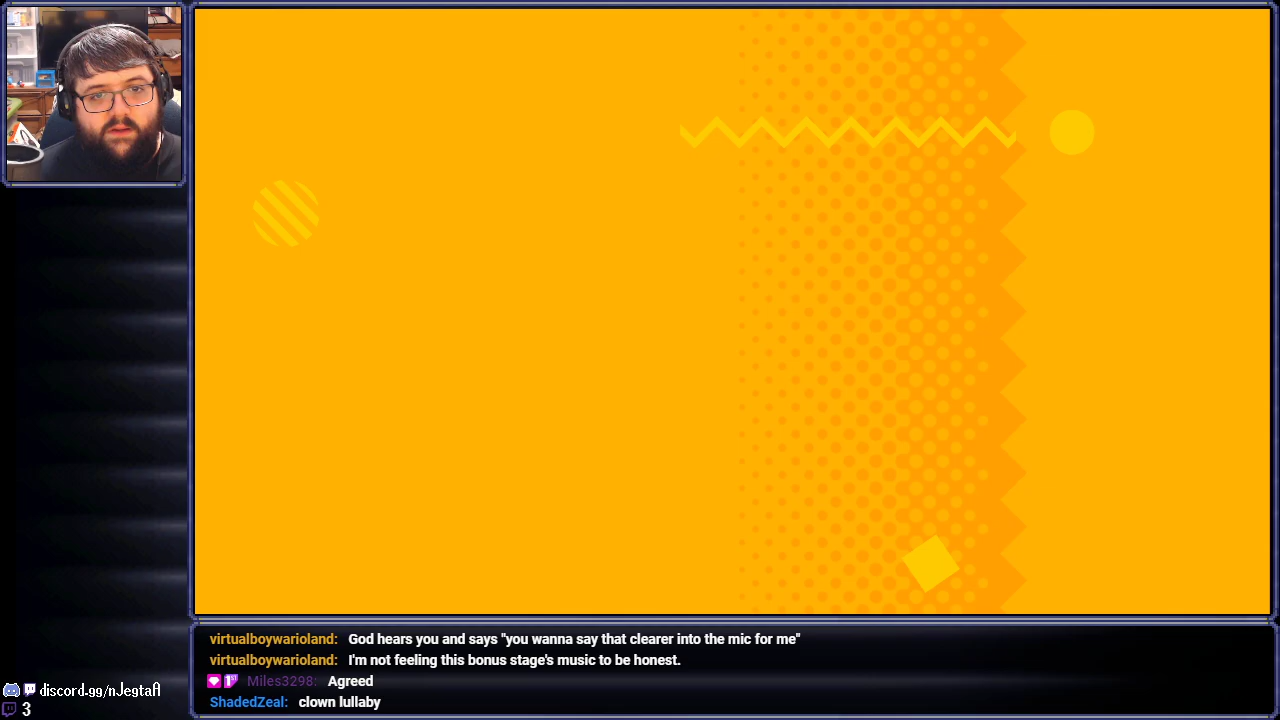 virtualboywarioland: God hears you and says "you wanna say that clearer into the mic for me"
virtualboywarioland: I'm not feeling this bonus stage's music to be honest.
1st Miles3298: Agreed
ShadedZeal: clown lullaby
discord.gg/nJegtafl
3